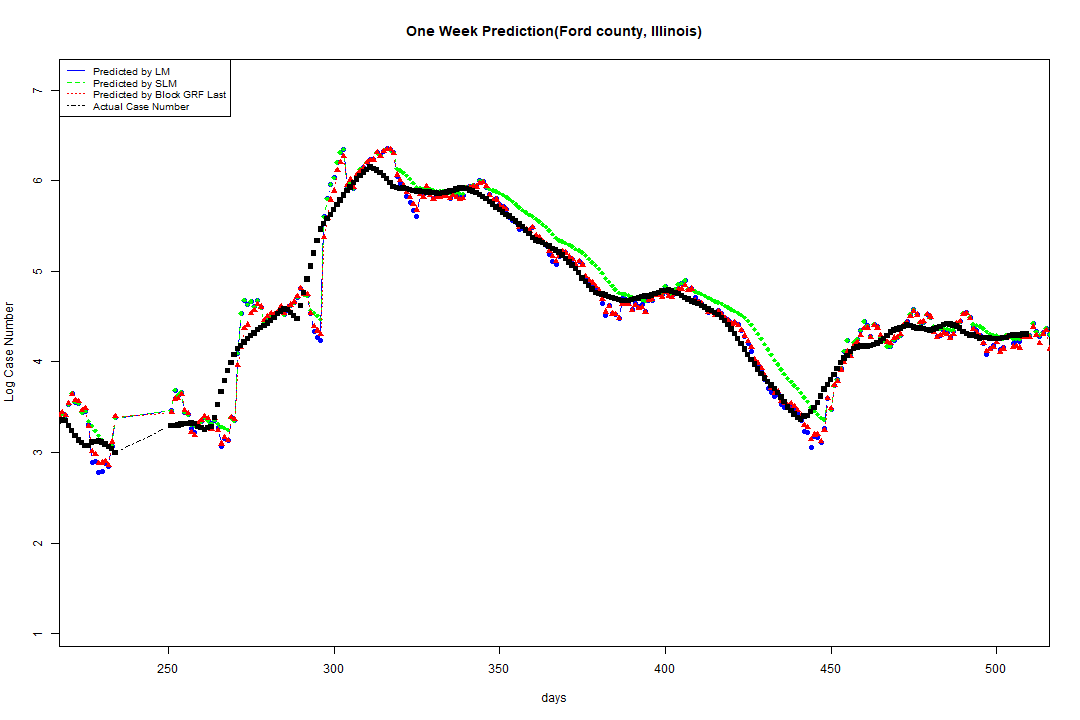 One Week Prediction(Ford county, Illinois)
Predicted by LM
Predicted by SLM
Predicted by Block GRF Last
Actual Case Number
7
6
5
4
3
2
1
Log Case Number
250
300
350
400
450
500
days